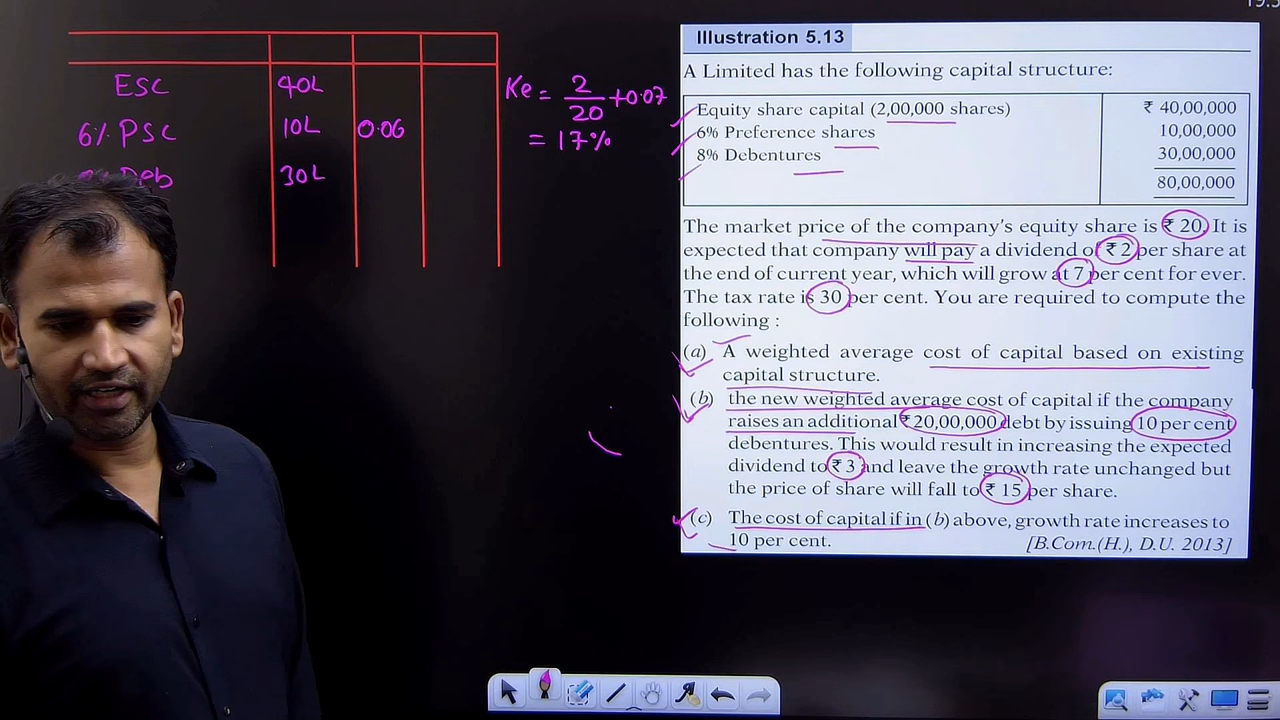 ESC 40L
6% PSC 10L 0.06
Deb 30L
Ke = 2/20 + 0.07
= 17%
Illustration 5.13
A Limited has the following capital structure:
Equity share capital (2,00,000 shares) ₹ 40,00,000
6% Preference shares 10,00,000
8% Debentures 30,00,000
80,00,000
The market price of the company's equity share is ₹ 20. It is
expected that company will pay a dividend of ₹ 2 per share at
the end of current year, which will grow at 7 per cent for ever.
The tax rate is 30 per cent. You are required to compute the
following :
(a) A weighted average cost of capital based on existing
capital structure.
(b) the new weighted average cost of capital if the company
raises an additional ₹ 20,00,000 debt by issuing 10 per cent
debentures. This would result in increasing the expected
dividend to ₹ 3 and leave the growth rate unchanged but
the price of share will fall to ₹ 15 per share.
(c) The cost of capital if in (b) above, growth rate increases to
10 per cent. [B.Com.(H.), D.U. 2013]